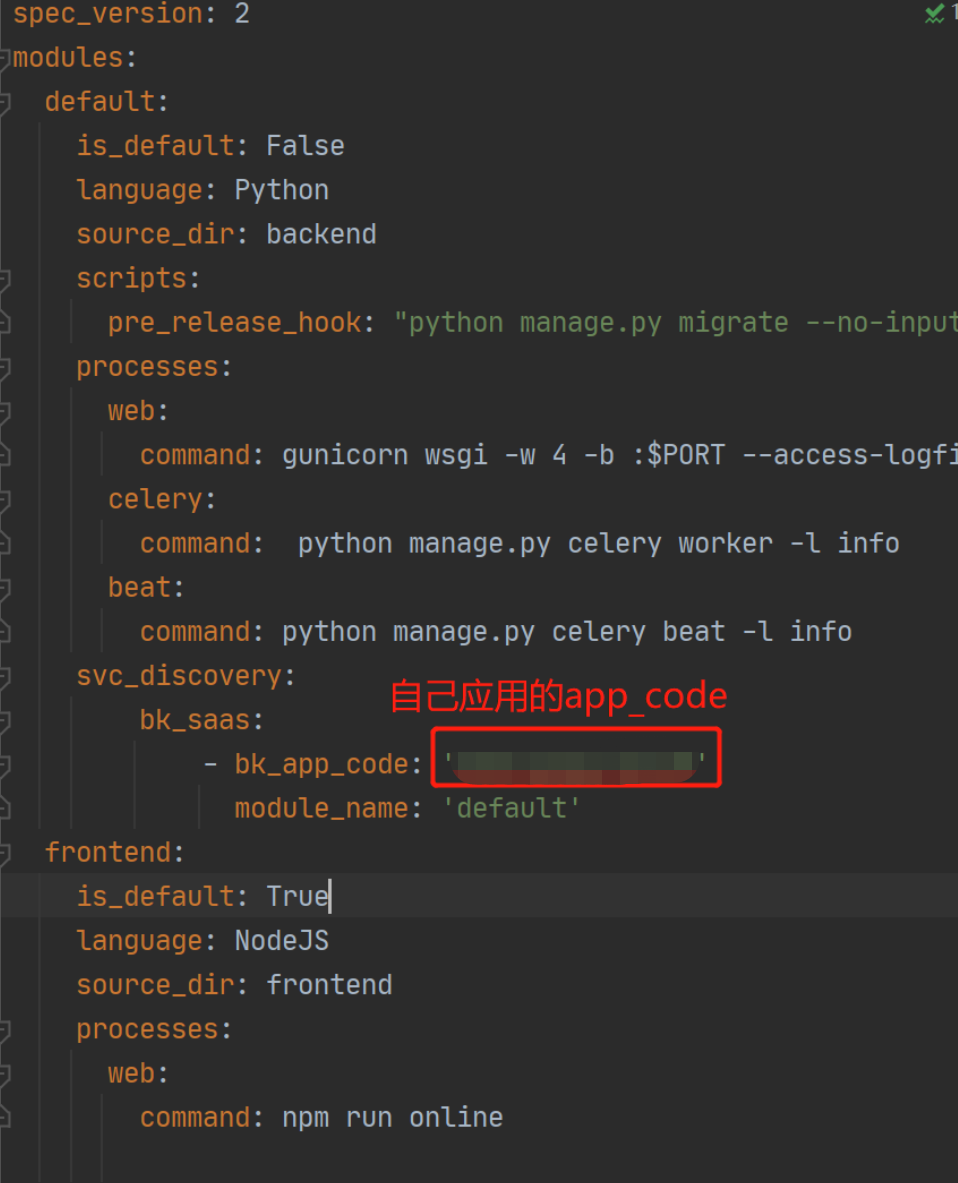 spec_version: 2
modules:
  default:
    is_default: False
    language: Python
    source_dir: backend
    scripts:
      pre_release_hook: "python manage.py migrate --no-input
    processes:
      web:
        command: gunicorn wsgi -w 4 -b :$PORT --access-logfi
      celery:
        command:  python manage.py celery worker -l info
      beat:
        command: python manage.py celery beat -l info
    svc_discovery:
自己应用的app_code
        bk_saas:
            - bk_app_code: ' '
              module_name: 'default'
  frontend:
    is_default: True
    language: NodeJS
    source_dir: frontend
    processes:
      web:
        command: npm run online